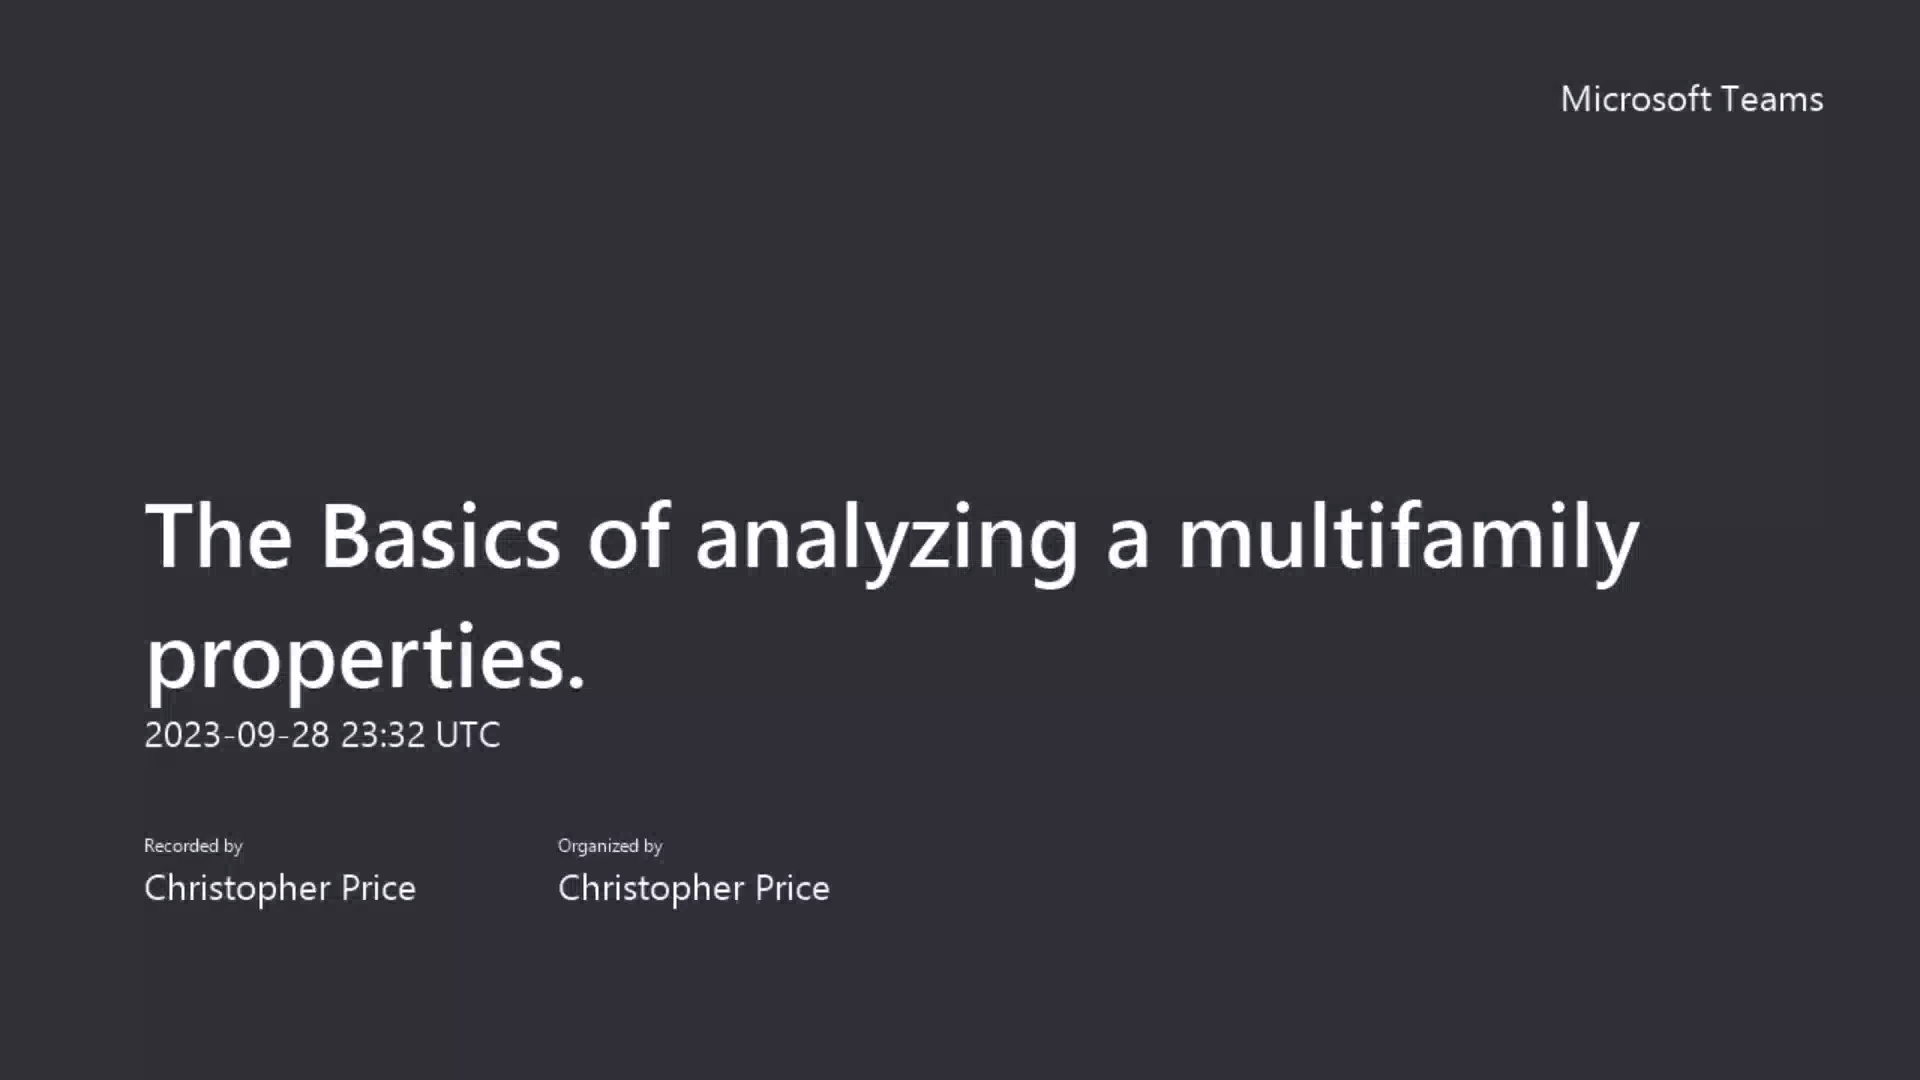 Microsoft Teams
The Basics of analyzing a multifamily
properties.
2023-09-28 23:32 UTC
Recorded by
Organized by
Christopher Price
Christopher Price